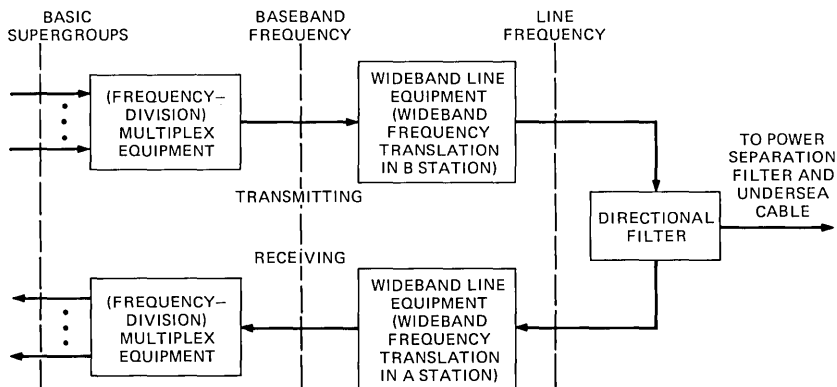 BASIC
SUPERGROUPS
BASEBAND
FREQUENCY
LINE
FREQUENCY
(FREQUENCY–
DIVISION)
MULTIPLEX
EQUIPMENT
WIDEBAND LINE
EQUIPMENT
(WIDEBAND
FREQUENCY
TRANSLATION
IN B STATION)
TO POWER
SEPARATION
FILTER AND
UNDERSEA
CABLE
TRANSMITTING
DIRECTIONAL
FILTER
RECEIVING
(FREQUENCY–
DIVISION)
MULTIPLEX
EQUIPMENT
WIDEBAND LINE
EQUIPMENT
(WIDEBAND
FREQUENCY
TRANSLATION
IN A STATION)